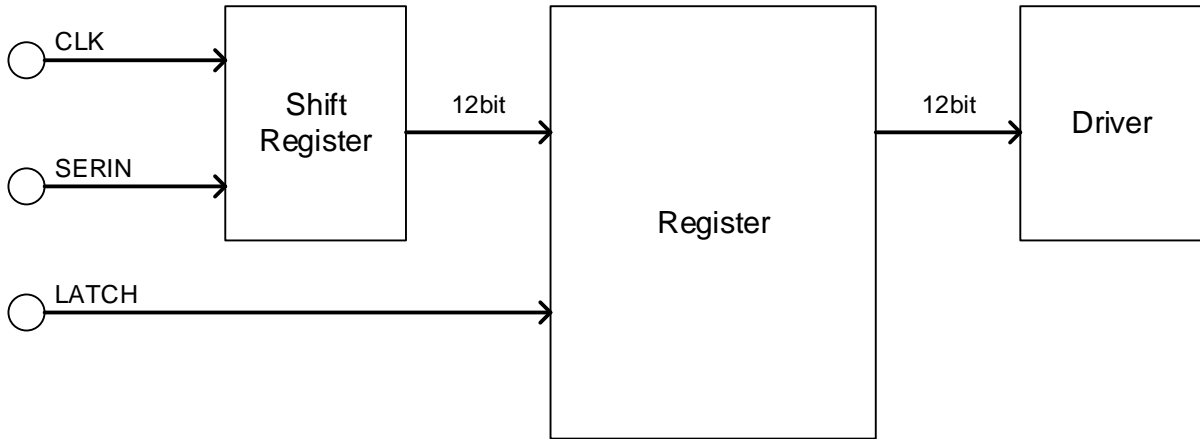 CLK
Shift
Register
12bit
12bit
Driver
SERIN
Register
LATCH